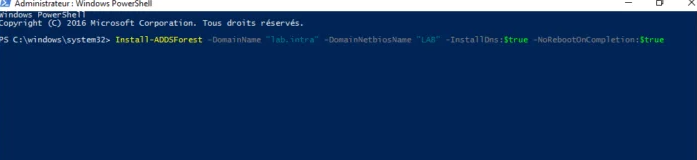 Administrateur : Windows PowerShell
Windows PowerShell
Copyright (C) 2016 Microsoft Corporation. Tous droits réservés.
PS C:\windows\system32> Install-ADDSForest -DomainName "lab.intra" -DomainNetbiosName "LAB" -InstallDns:$true -NoRebootOnCompletion:$true